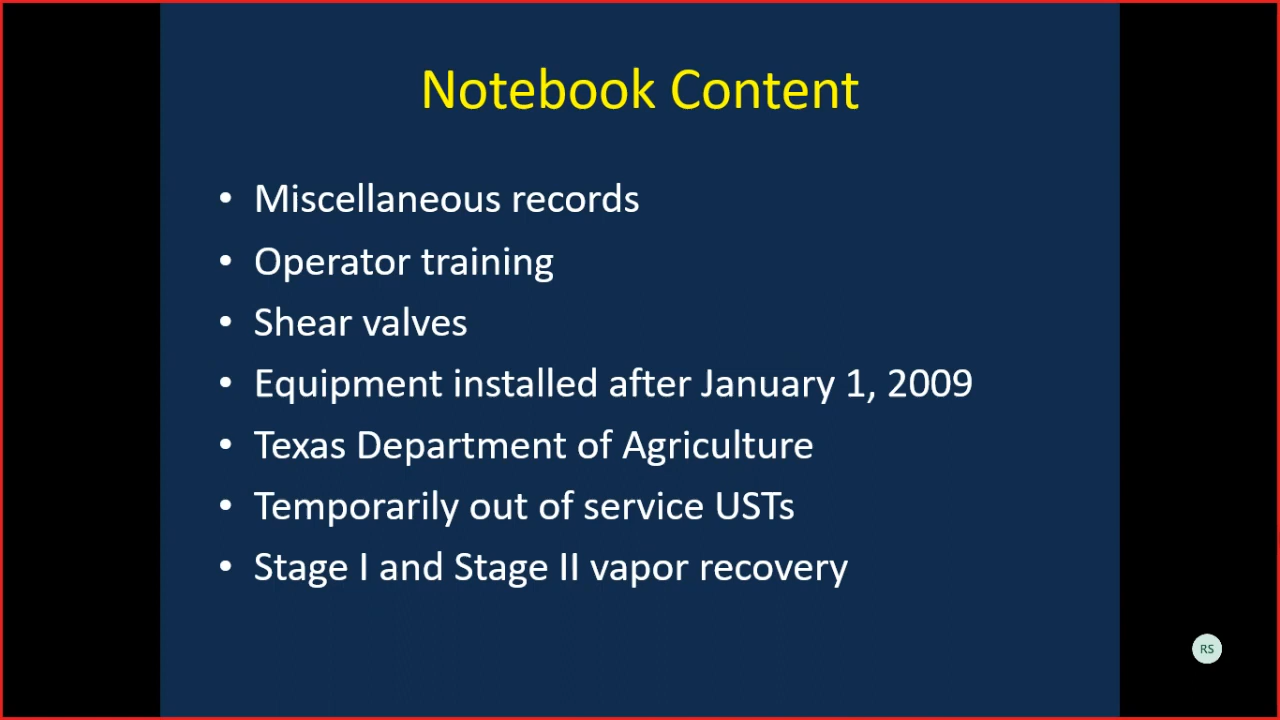 Notebook Content
• Miscellaneous records
• Operator training
• Shear valves
• Equipment installed after January 1, 2009
• Texas Department of Agriculture
• Temporarily out of service USTs
• Stage I and Stage II vapor recovery
RS